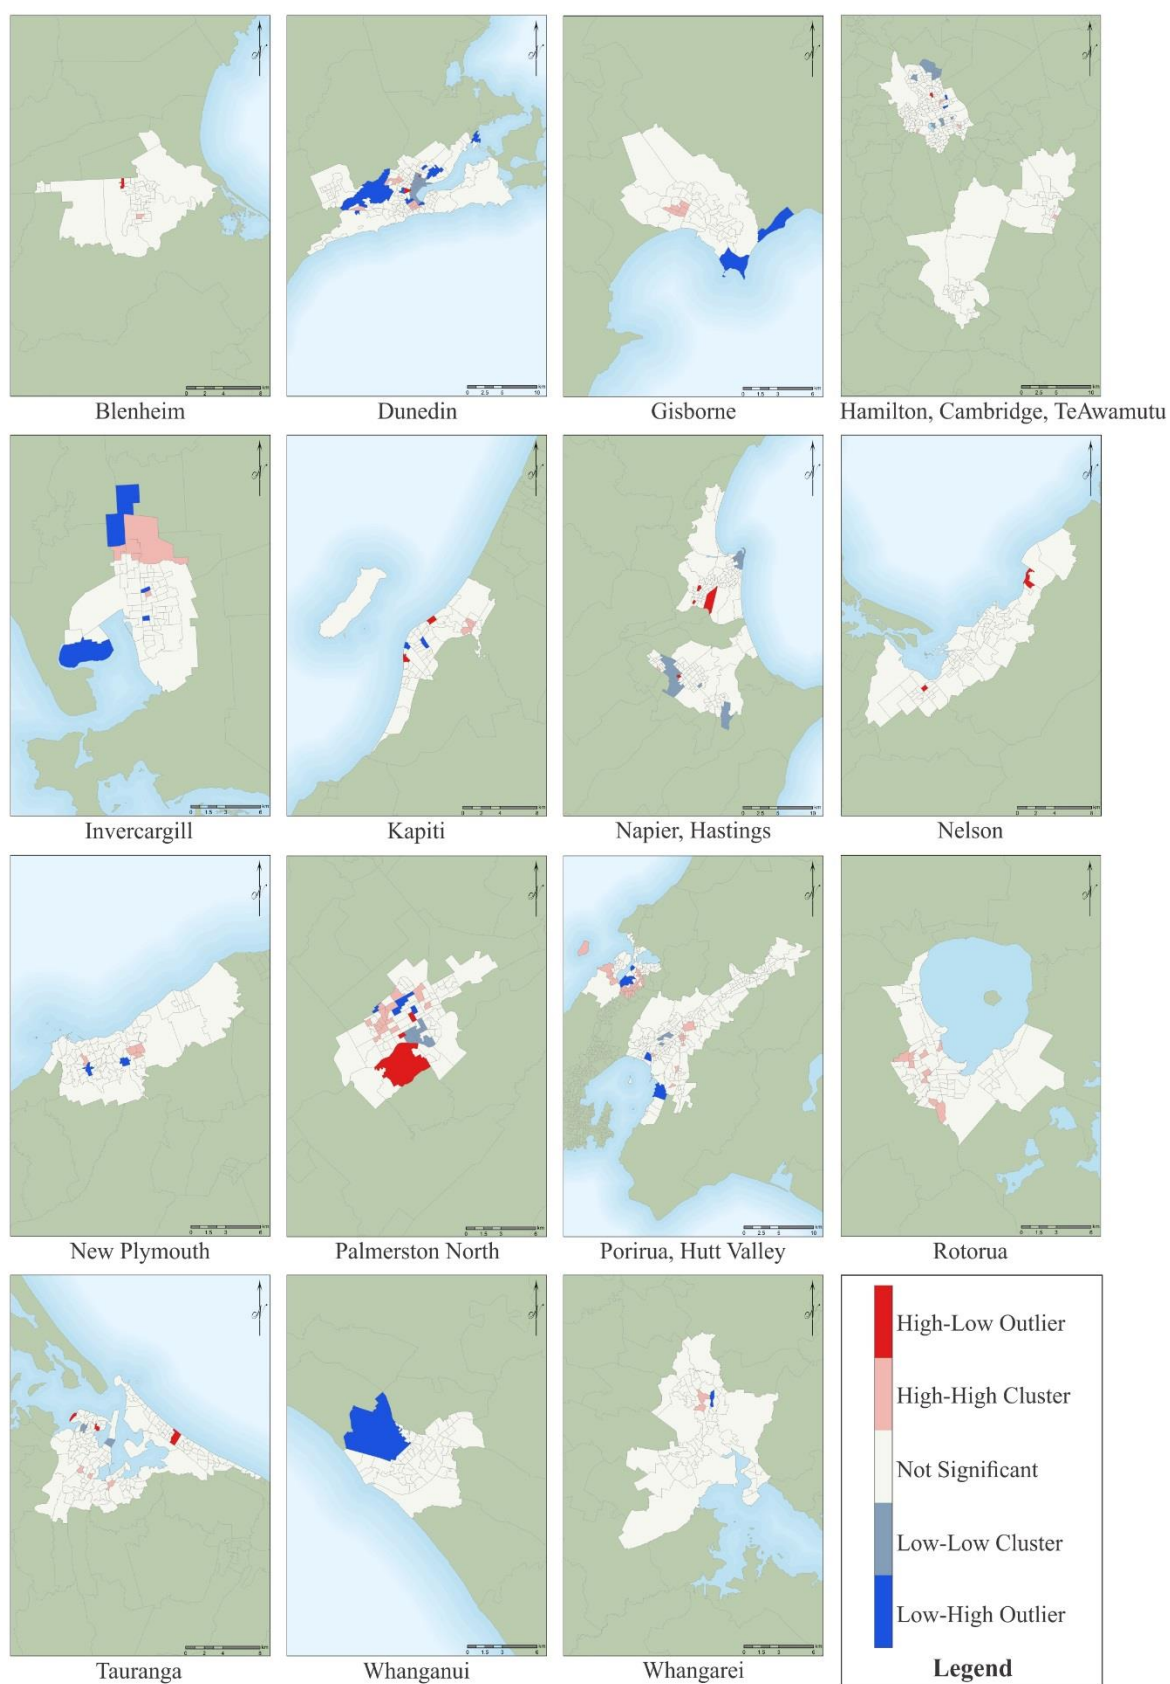 Blenheim
Dunedin
Gisborne
Hamilton, Cambridge, TeAwamutu
Invercargill
Kapiti
Napier, Hastings
Nelson
New Plymouth
Palmerston North
Porirua, Hutt Valley
Rotorua
Tauranga
Whanganui
Whangarei
High-Low Outlier
High-High Cluster
Not Significant
Low-Low Cluster
Low-High Outlier
Legend